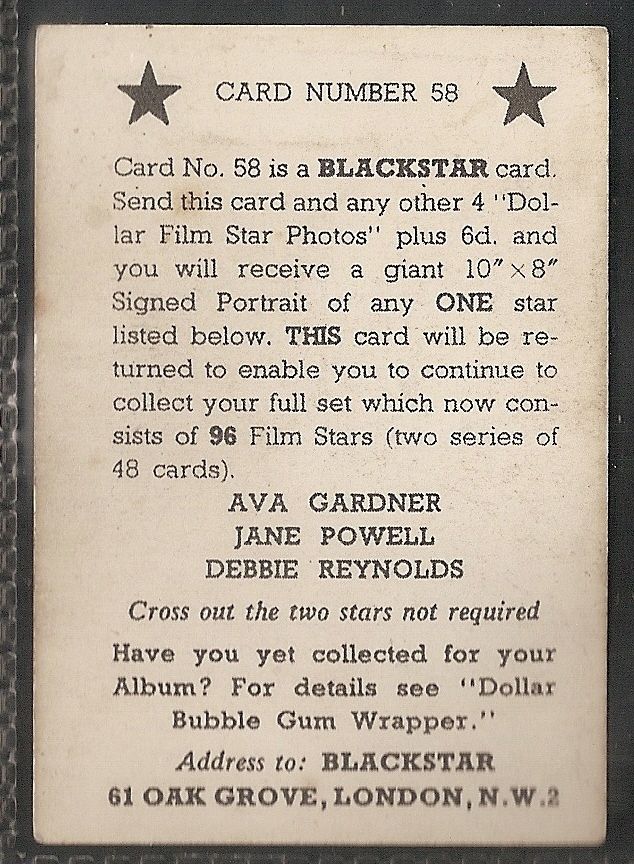 CARD NUMBER 58
Card No. 58 is a BLACKSTAR card.
Send this card and any other 4 "Dol-
lar Film Star Photos" plus 6d. and
you will receive a giant 10″×8″
Signed Portrait of any ONE star
listed below. THIS card will be re-
turned to enable you to continue to
collect your full set which now con-
sists of 96 Film Stars (two series of
48 cards).
AVA GARDNER
JANE POWELL
DEBBIE REYNOLDS
Cross out the two stars not required
Have you yet collected for your
Album? For details see "Dollar
Bubble Gum Wrapper."
Address to: BLACKSTAR
61 OAK GROVE, LONDON, N.W.2